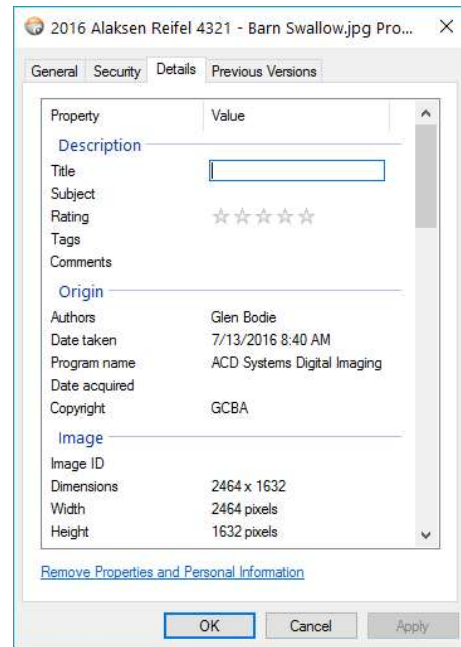 2016 Alaksen Reifel 4321 - Barn Swallow.jpg Pro...
General Security Details Previous Versions
Property Value
Description
Title
Subject
Rating
Tags
Comments
Origin
Authors Glen Bodie
Date taken 7/13/2016 8:40 AM
Program name ACD Systems Digital Imaging
Date acquired
Copyright GCBA
Image
Image ID
Dimensions 2464 x 1632
Width 2464 pixels
Height 1632 pixels
Remove Properties and Personal Information
OK Cancel Apply